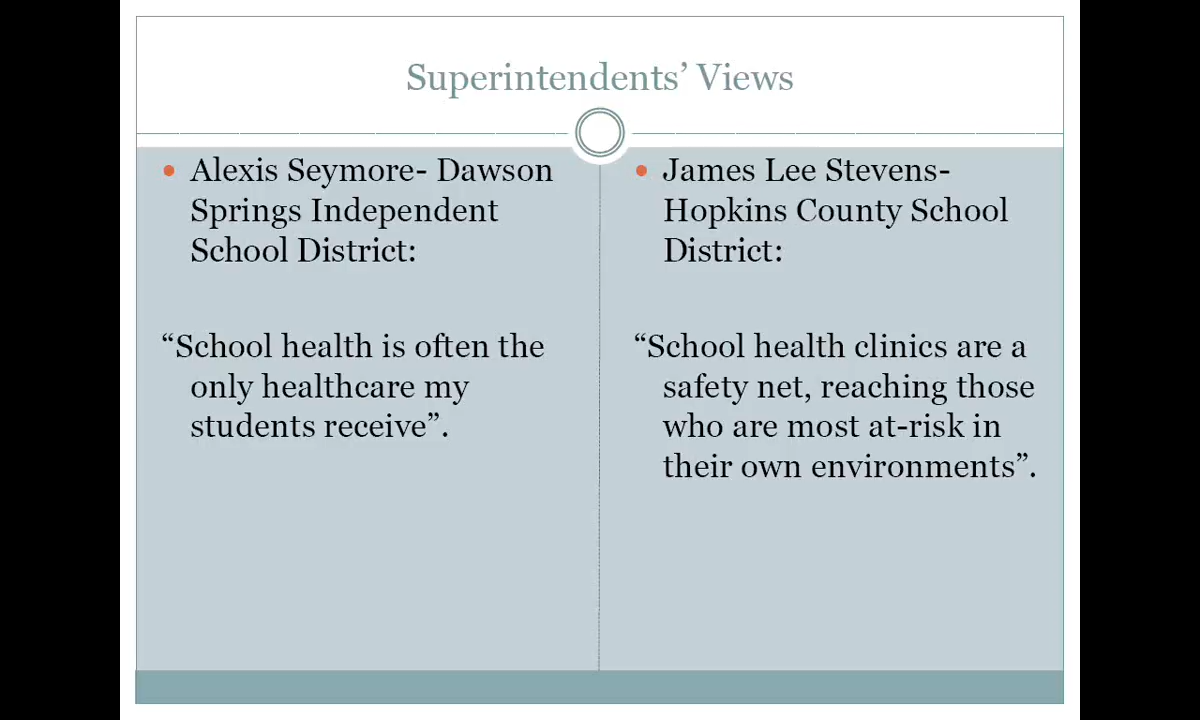 Superintendents’ Views
Alexis Seymore- Dawson
Springs Independent
School District:
“School health is often the
only healthcare my
students receive”.
James Lee Stevens-
Hopkins County School
District:
“School health clinics are a
safety net, reaching those
who are most at-risk in
their own environments”.